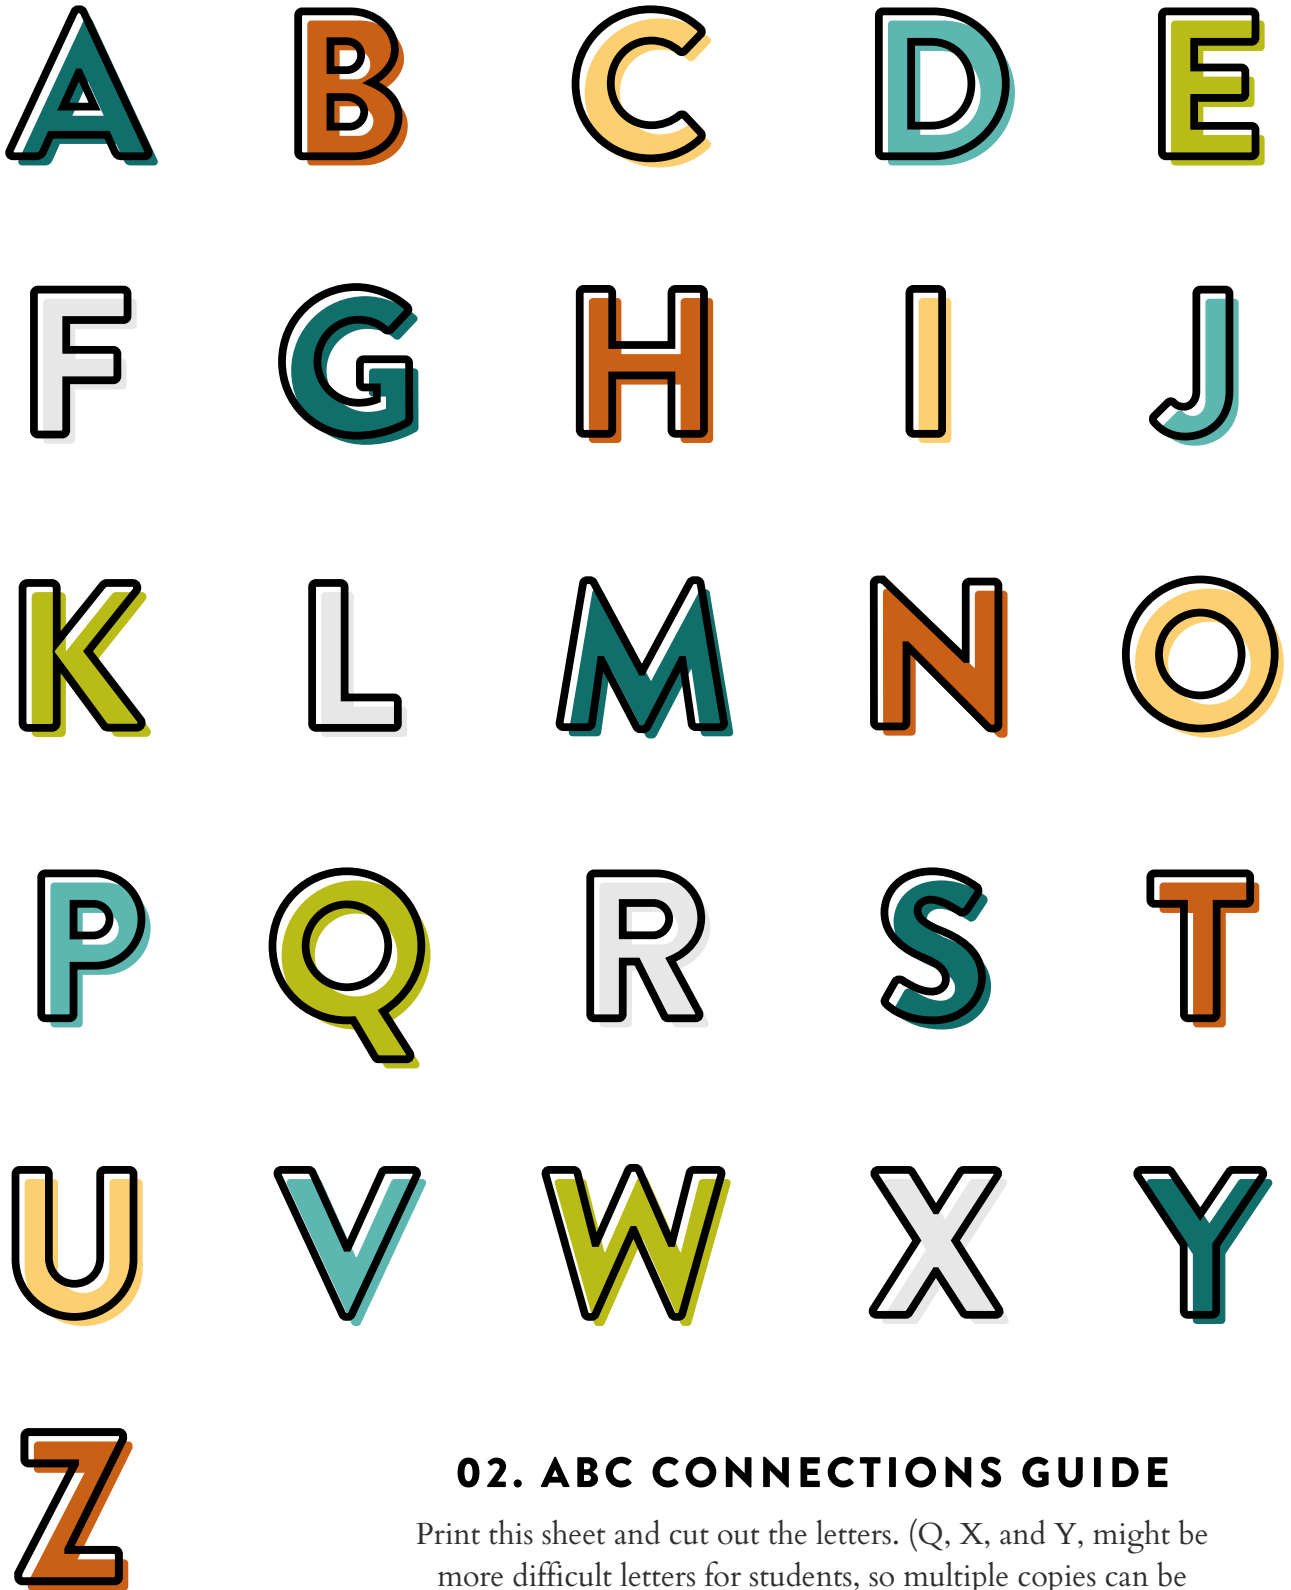 A B C D E
F G H I J
K L M N O
P Q R S T
U V W X Y
Z
02. ABC CONNECTIONS GUIDE
Print this sheet and cut out the letters. (Q, X, and Y, might be
more difficult letters for students, so multiple copies can be